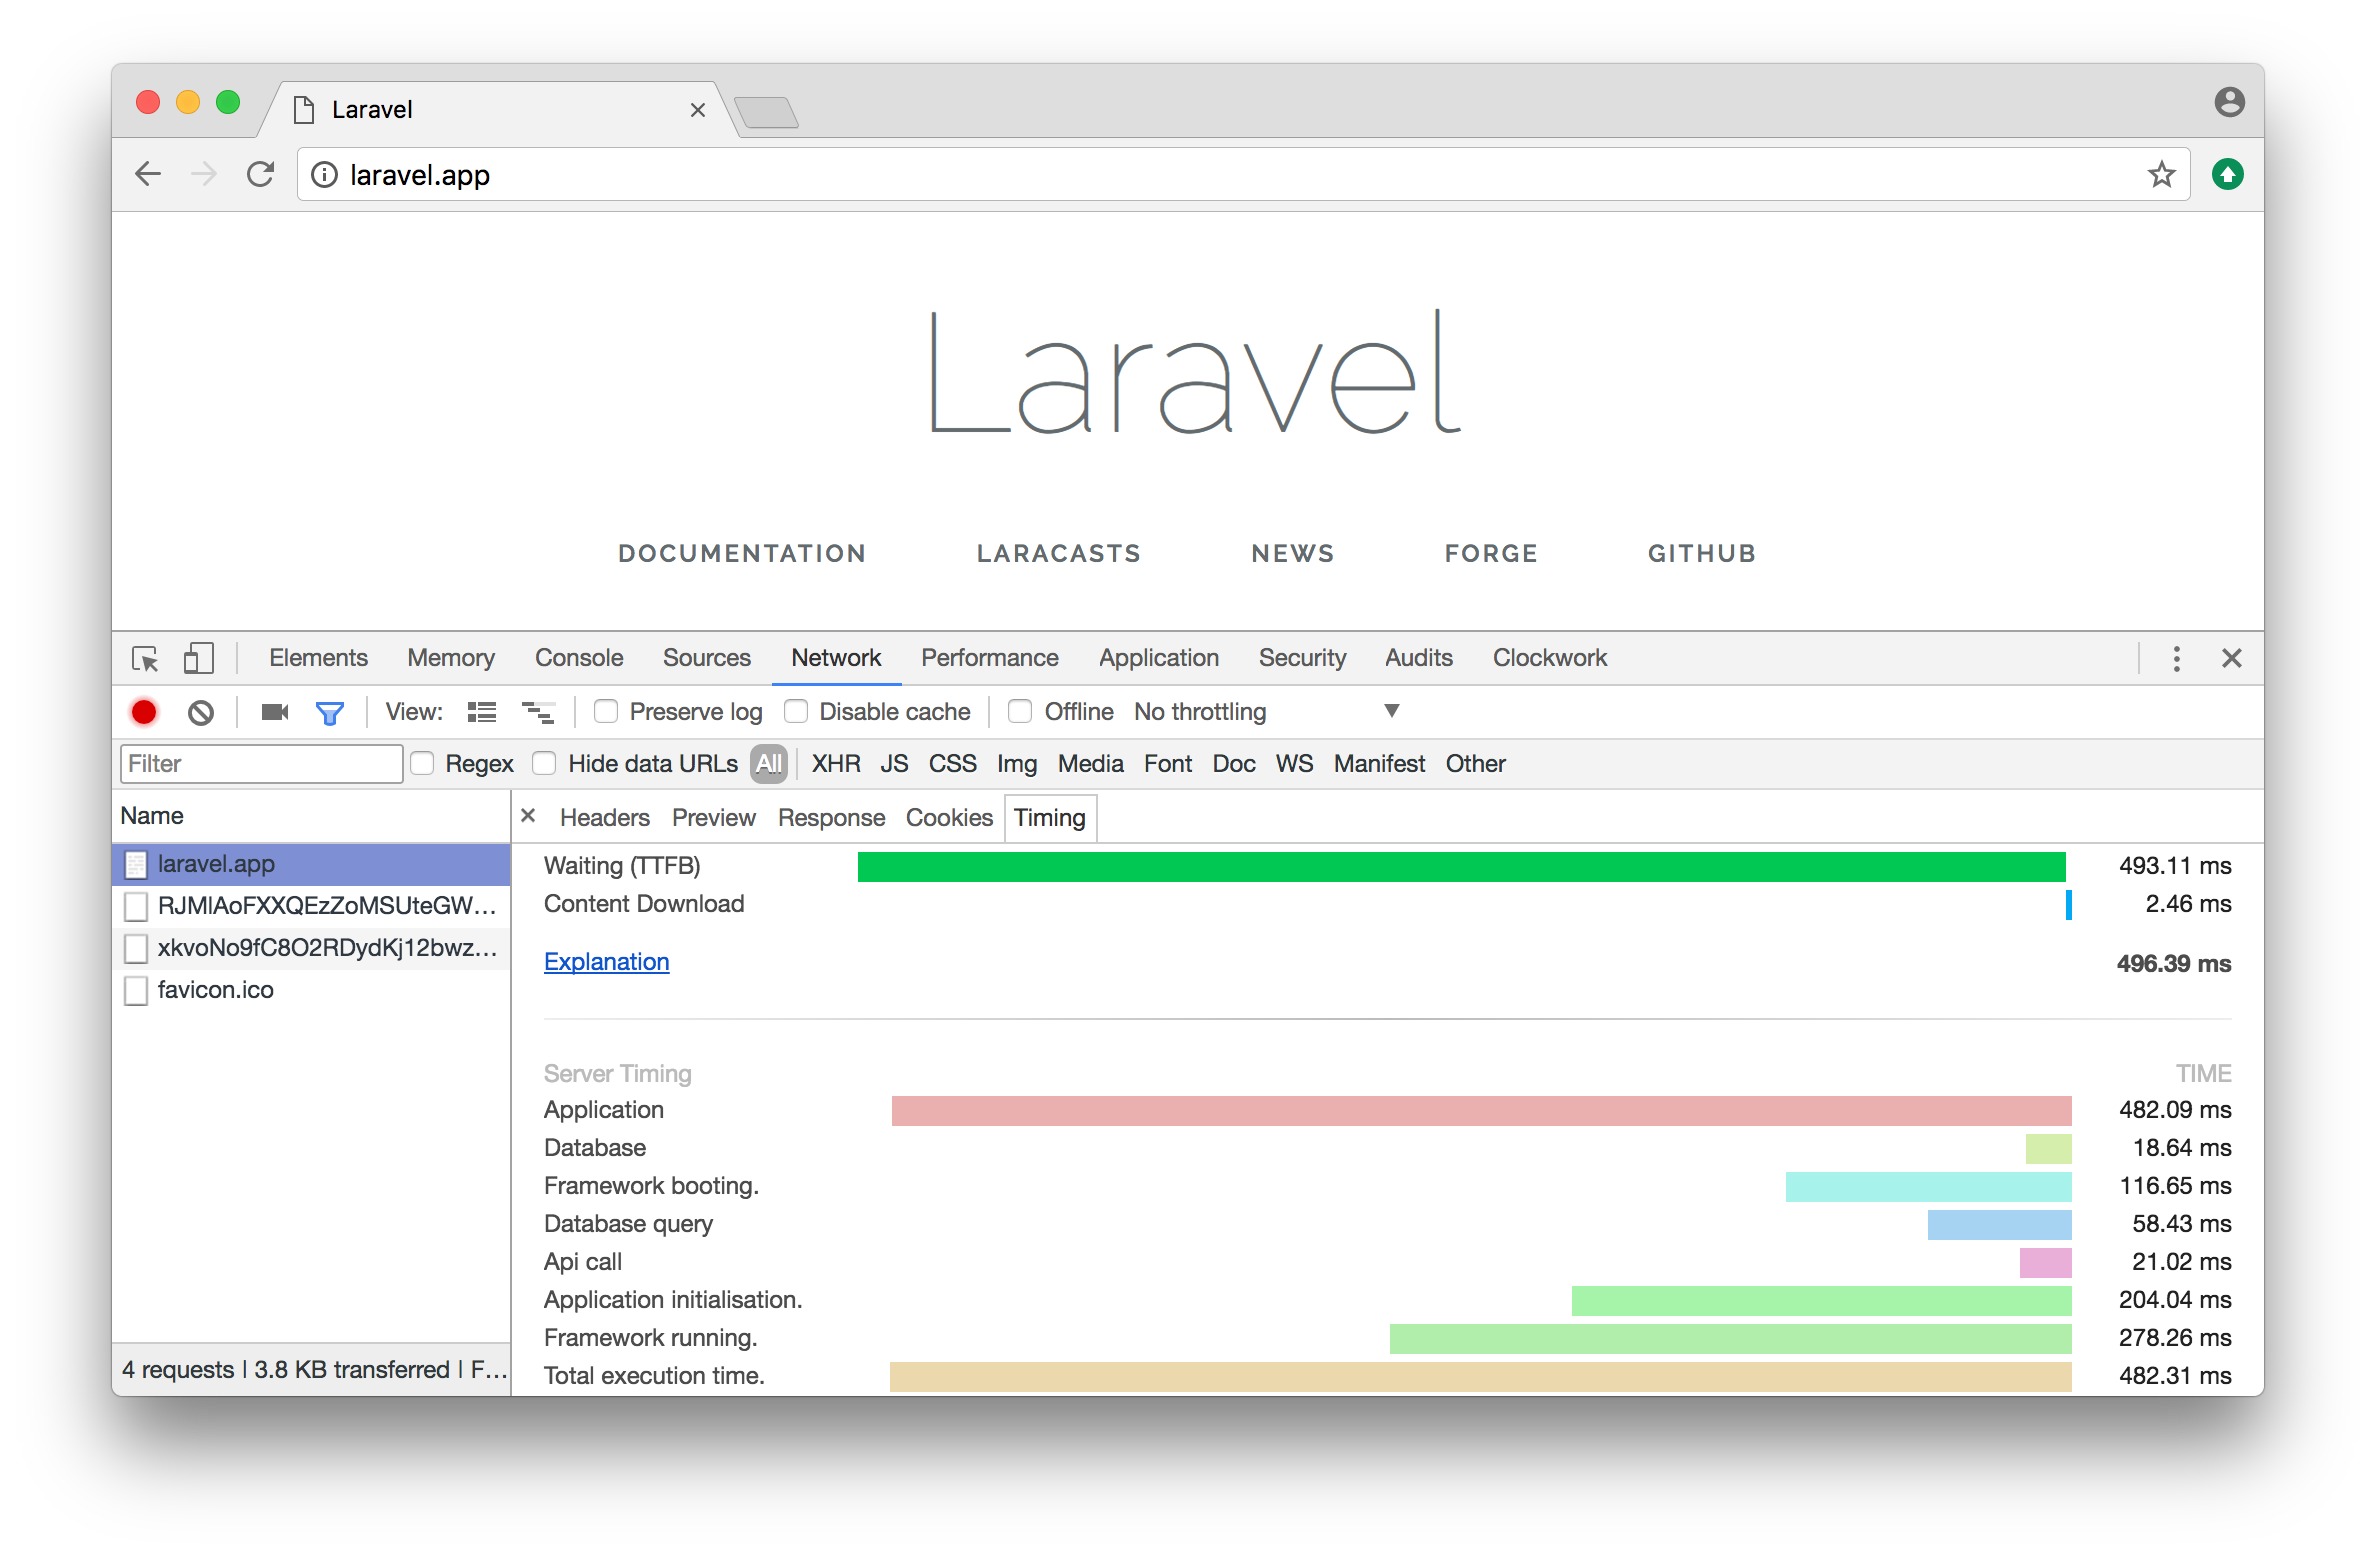 Laravel
laravel.app
Laravel
DOCUMENTATION LARACASTS NEWS FORGE GITHUB
Elements Memory Console Sources Network Performance Application Security Audits Clockwork
View: Preserve log Disable cache Offline No throttling
Filter Regex Hide data URLs All XHR JS CSS Img Media Font Doc WS Manifest Other
Name
laravel.app
RJMlAoFXXQEzZoMSUteGW...
xkvoNo9fC8O2RDydKj12bwz...
favicon.ico
4 requests | 3.8 KB transferred | F...
Headers Preview Response Cookies Timing
Waiting (TTFB) 493.11 ms
Content Download 2.46 ms
Explanation 496.39 ms
Server Timing TIME
Application 482.09 ms
Database 18.64 ms
Framework booting. 116.65 ms
Database query 58.43 ms
Api call 21.02 ms
Application initialisation. 204.04 ms
Framework running. 278.26 ms
Total execution time. 482.31 ms